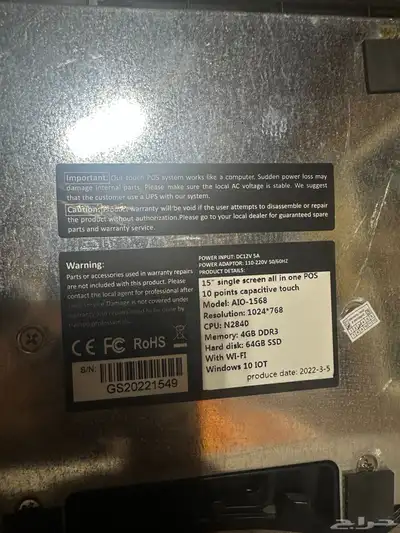 Important: Our touch POS system works like a computer. Sudden power loss may
damage internal parts. Please make sure the local AC voltage is stable. We suggest
that the customer use a UPS with our system.
Caution: Product warranty will be void if the user attempts to disassemble or repair
the product without authorization.Please go to your local dealer for guaranteed spare
parts and warranty service.
Warning:
Parts or accessories used in warranty repairs
are not included with this product. Please
contact the local agent for professional after
Damage is not covered under
CE FC RoHS
S/N:
GS20221549
POWER INPUT: DC12V 5A
POWER ADAPTOR: 110-220V 50/60HZ
PRODUCT DETAILS:
15" single screen all in one POS
10 points capacitive touch
Model: AIO-1568
Resolution: 1024*768
CPU: N2840
Memory: 4GB DDR3
Hard disk: 64GB SSD
With WI-FI
Windows 10 IOT
produce date: 2022-3-5
حراج